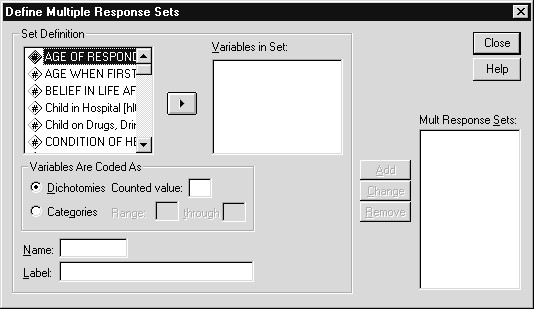 Define Multiple Response Sets
Set Definition
Variables in Set:
Close
AGE OF RESPOND
AGE WHEN FIRST
Help
BELIEF IN LIFE AF
Child in Hospital [hl
Child on Drugs, Drin
Mult Response Sets:
CONDITION OF HE
Variables Are Coded As
Dichotomies Counted value:
Add
Categories Range: through
Change
Remove
Name:
Label: